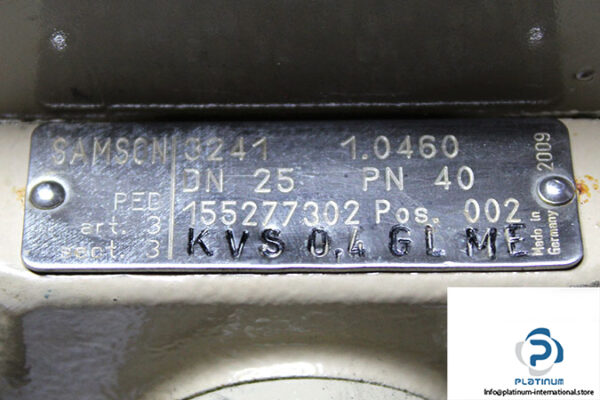 SAMSON 3241 1.0460
DN 25 PN 40
PED
155277302 Pos. 002
art. 3
sect. 3
KVS 0,4 GL ME
Made in
Germany
2009
PLATINUM
info@platinum-international.store